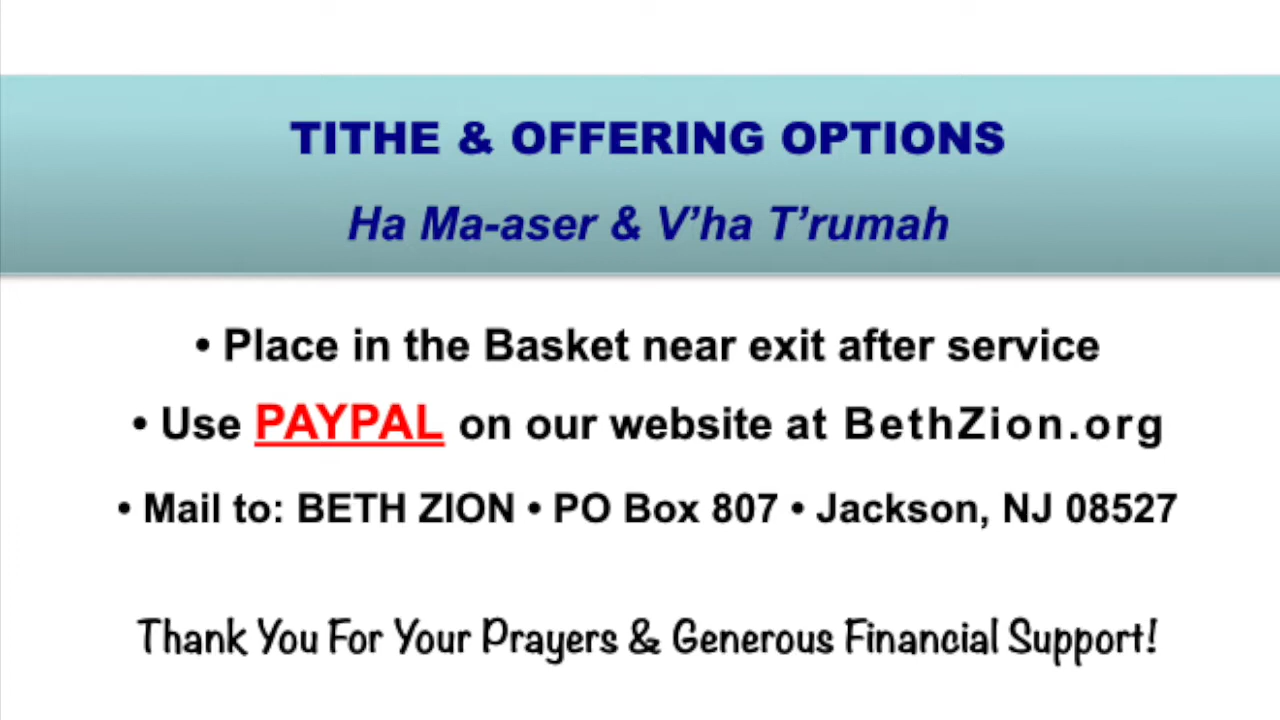 TITHE & OFFERING OPTIONS
Ha Ma-aser & V’ha T’rumah
• Place in the Basket near exit after service
• Use PAYPAL on our website at BethZion.org
• Mail to: BETH ZION • PO Box 807 • Jackson, NJ 08527
Thank You For Your Prayers & Generous Financial Support!